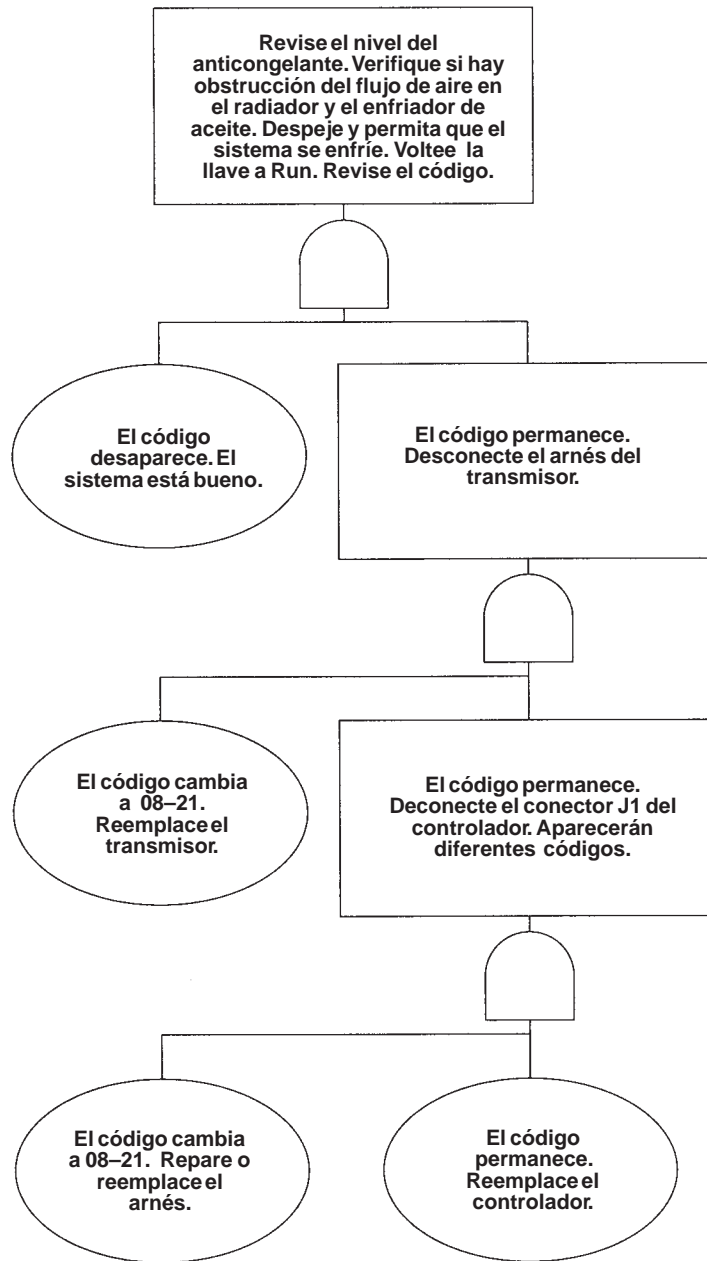 Revise el nivel del
anticongelante. Verifique si hay
obstrucción del flujo de aire en
el radiador y el enfriador de
aceite. Despeje y permita que el
sistema se enfríe. Voltee la
llave a Run. Revise el código.
El código
desaparece. El
sistema está bueno.
El código permanece.
Desconecte el arnés del
transmisor.
El código cambia
a 08–21.
Reemplace el
transmisor.
El código permanece.
Deconecte el conector J1 del
controlador. Aparecerán
diferentes códigos.
El código cambia
a 08–21. Repare o
reemplace el
arnés.
El código
permanece.
Reemplace el
controlador.